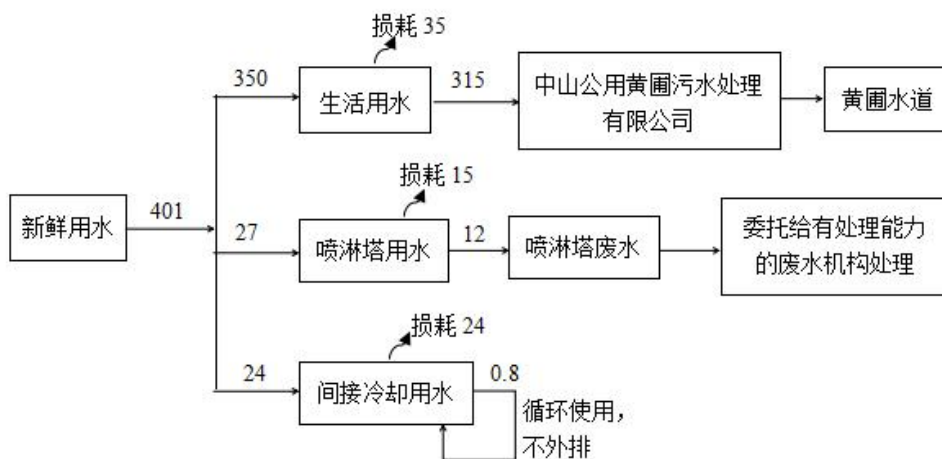 损耗 35
350
生活用水
315
中山公用黄圃污水处理
有限公司
黄圃水道
新鲜用水
401
损耗 15
27
喷淋塔用水
12
喷淋塔废水
委托给有处理能力
的废水机构处理
损耗 24
24
间接冷却用水
0.8
循环使用，
不外排